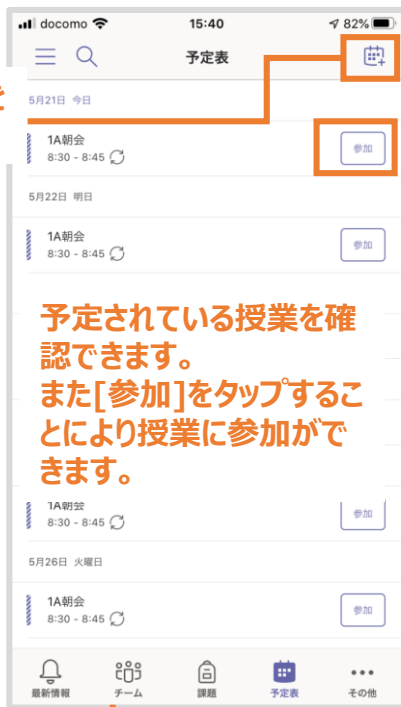 docomo 15:40 82%
予定表
5月21日 今日
を
1A朝会
8:30 - 8:45
参加
5月22日 明日
1A朝会
8:30 - 8:45
参加
予定されている授業を確
認できます。
また[参加]をタップするこ
とにより授業に参加がで
きます。
1A朝会
8:30 - 8:45
参加
5月26日 火曜日
1A朝会
8:30 - 8:45
参加
最新情報 チーム 課題 予定表 その他